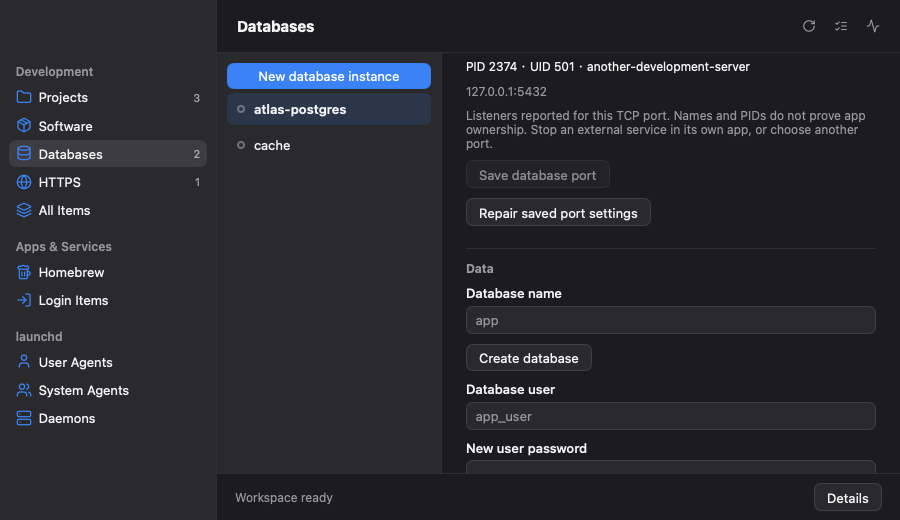 Databases
Development
Projects 3
Software
Databases 2
HTTPS 1
All Items
Apps & Services
Homebrew
Login Items
launchd
User Agents
System Agents
Daemons
New database instance
atlas-postgres
cache
PID 2374 · UID 501 · another-development-server
127.0.0.1:5432
Listeners reported for this TCP port. Names and PIDs do not prove app
ownership. Stop an external service in its own app, or choose another
port.
Save database port
Repair saved port settings
Data
Database name
app
Create database
Database user
app_user
New user password
Workspace ready
Details